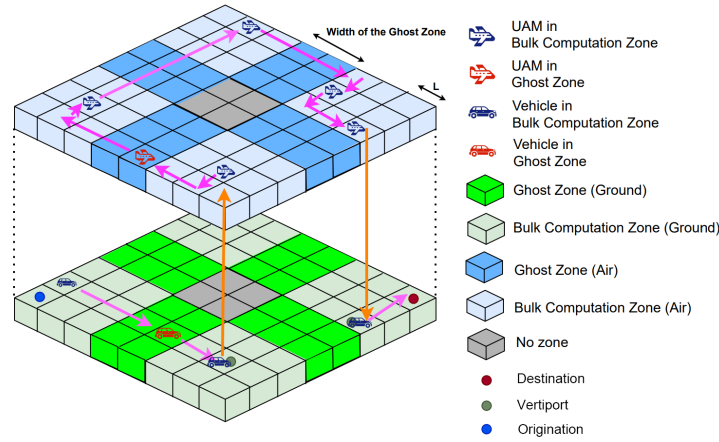 Width of the Ghost Zone
L
UAM in
Bulk Computation Zone
UAM in
Ghost Zone
Vehicle in
Bulk Computation Zone
Vehicle in
Ghost Zone
Ghost Zone (Ground)
Bulk Computation Zone (Ground)
Ghost Zone (Air)
Bulk Computation Zone (Air)
No zone
Destination
Vertiport
Origination